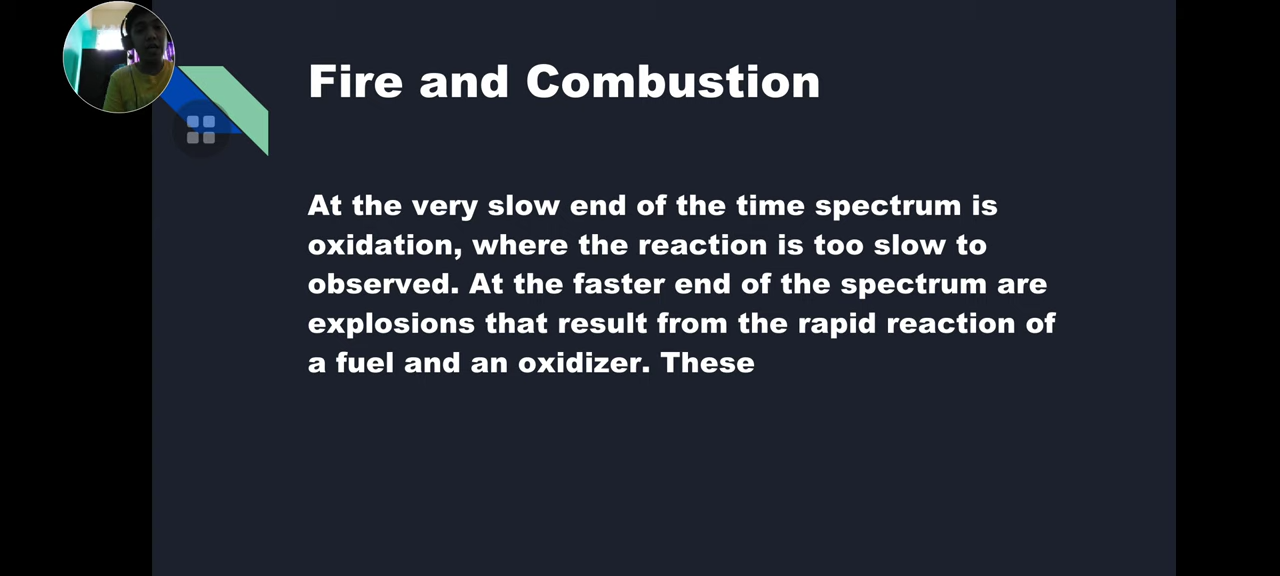 Fire and Combustion
At the very slow end of the time spectrum is
oxidation, where the reaction is too slow to
observed. At the faster end of the spectrum are
explosions that result from the rapid reaction of
a fuel and an oxidizer. These